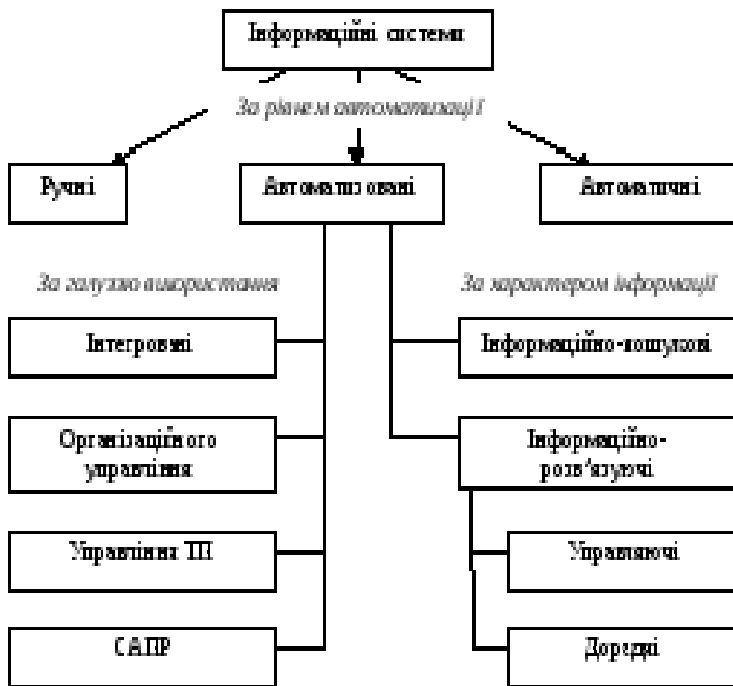 Інформаційні системи
За рівнем автоматизації
Ручні
Автоматизовані
Автоматичні
За галуззю використання
За характером інформації
Інтегровані
Інформаційно-пошукові
Організаційного
управління
Інформаційно-
розв'язуючі
Управління ТП
Управляючі
САПР
Дорадчі